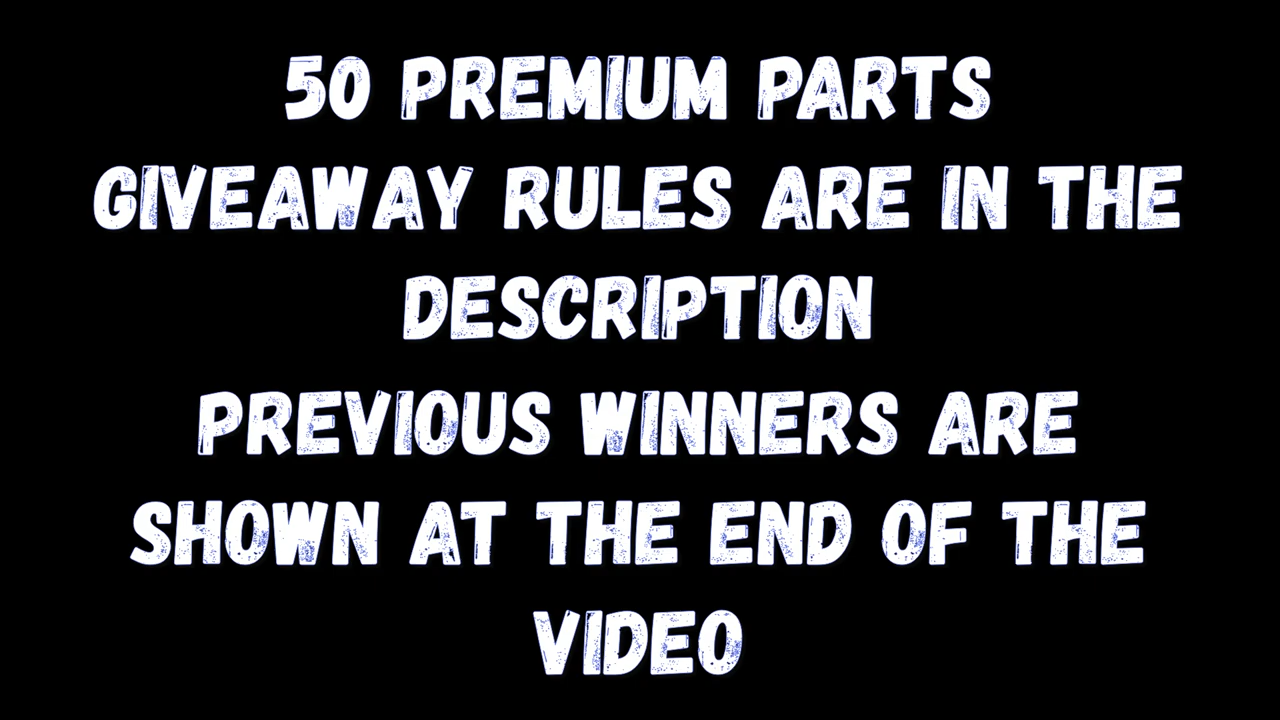 50 PREMIUM PARTS
GIVEAWAY RULES ARE IN THE
DESCRIPTION
PREVIOUS WINNERS ARE
SHOWN AT THE END OF THE
VIDEO